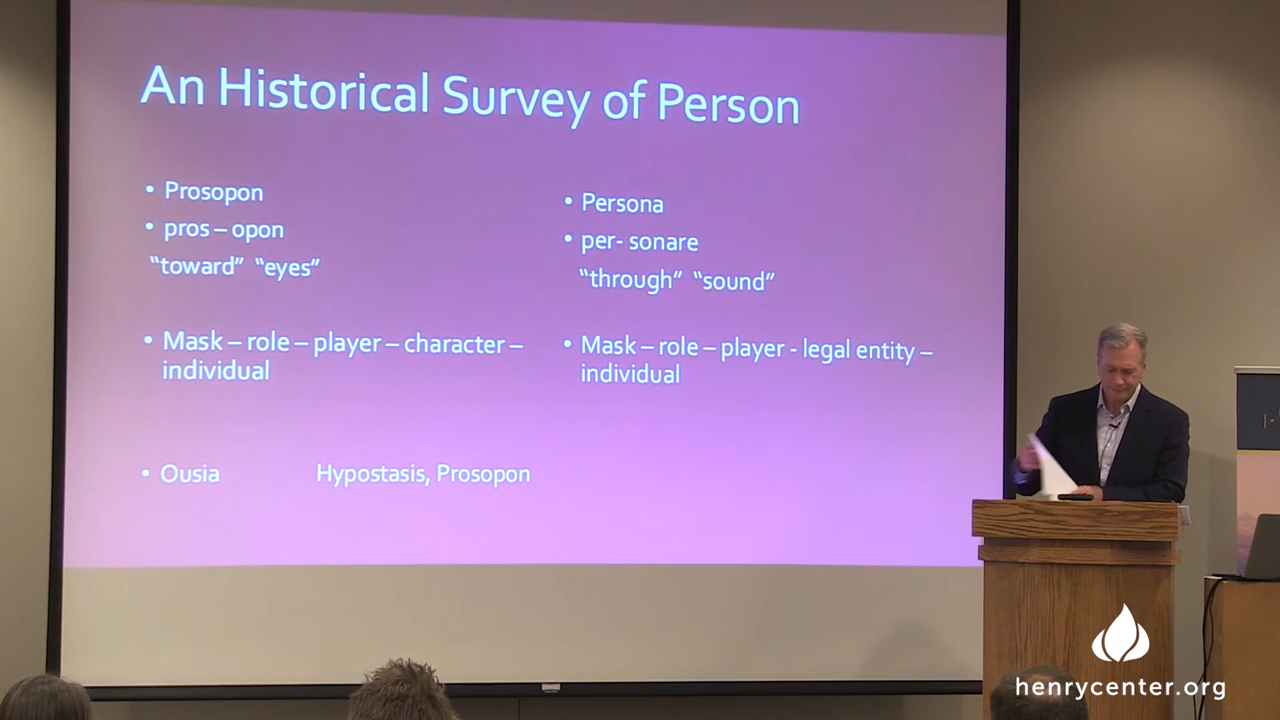 An Historical Survey of Person
• Prosopon
• pros – opon
“toward” “eyes”
• Mask – role – player – character –
individual
• Ousia Hypostasis, Prosopon
• Persona
• per- sonare
“through” “sound”
• Mask – role – player - legal entity –
individual
henrycenter.org